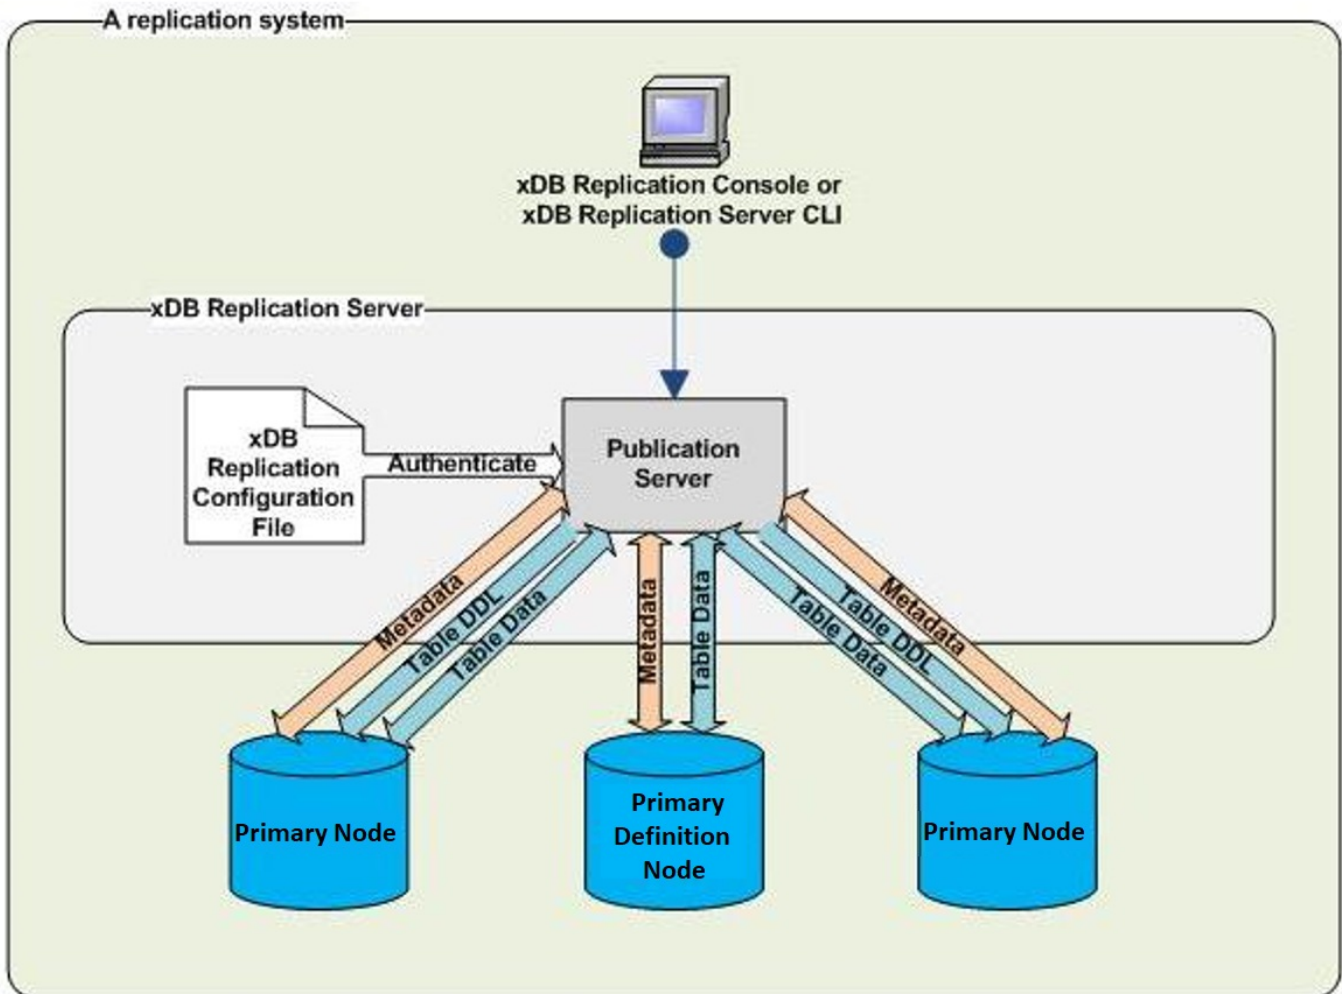 A replication system
xDB Replication Console or
xDB Replication Server CLI
xDB Replication Server
xDB
Replication
Configuration
File
Authenticate
Publication
Server
Metadata
Table DDL
Table Data
Metadata
Table Data
Table Data
Table DDL
Metadata
Primary Node
Primary
Definition
Node
Primary Node